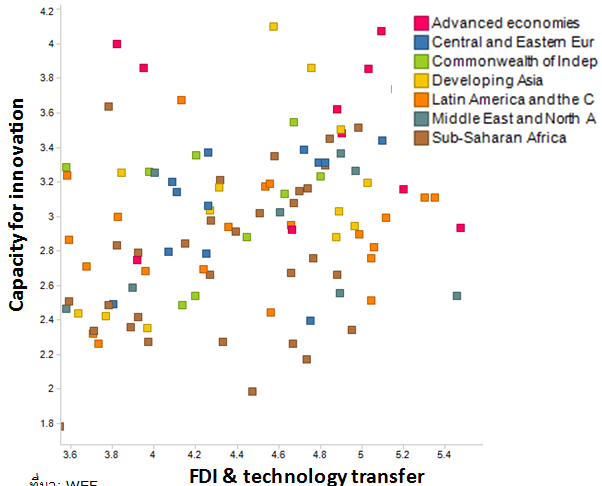 4.2
4
3.8
3.6
3.4
3.2
3
2.8
2.6
2.4
2.2
2
1.8
Capacity for innovation
Advanced economies
Central and Eastern Eur
Commonwealth of Indep
Developing Asia
Latin America and the C
Middle East and North A
Sub-Saharan Africa
3.6 3.8 4 4.2 4.4 4.6 4.8 5 5.2 5.4
FDI & technology transfer
ที่มา: WEF